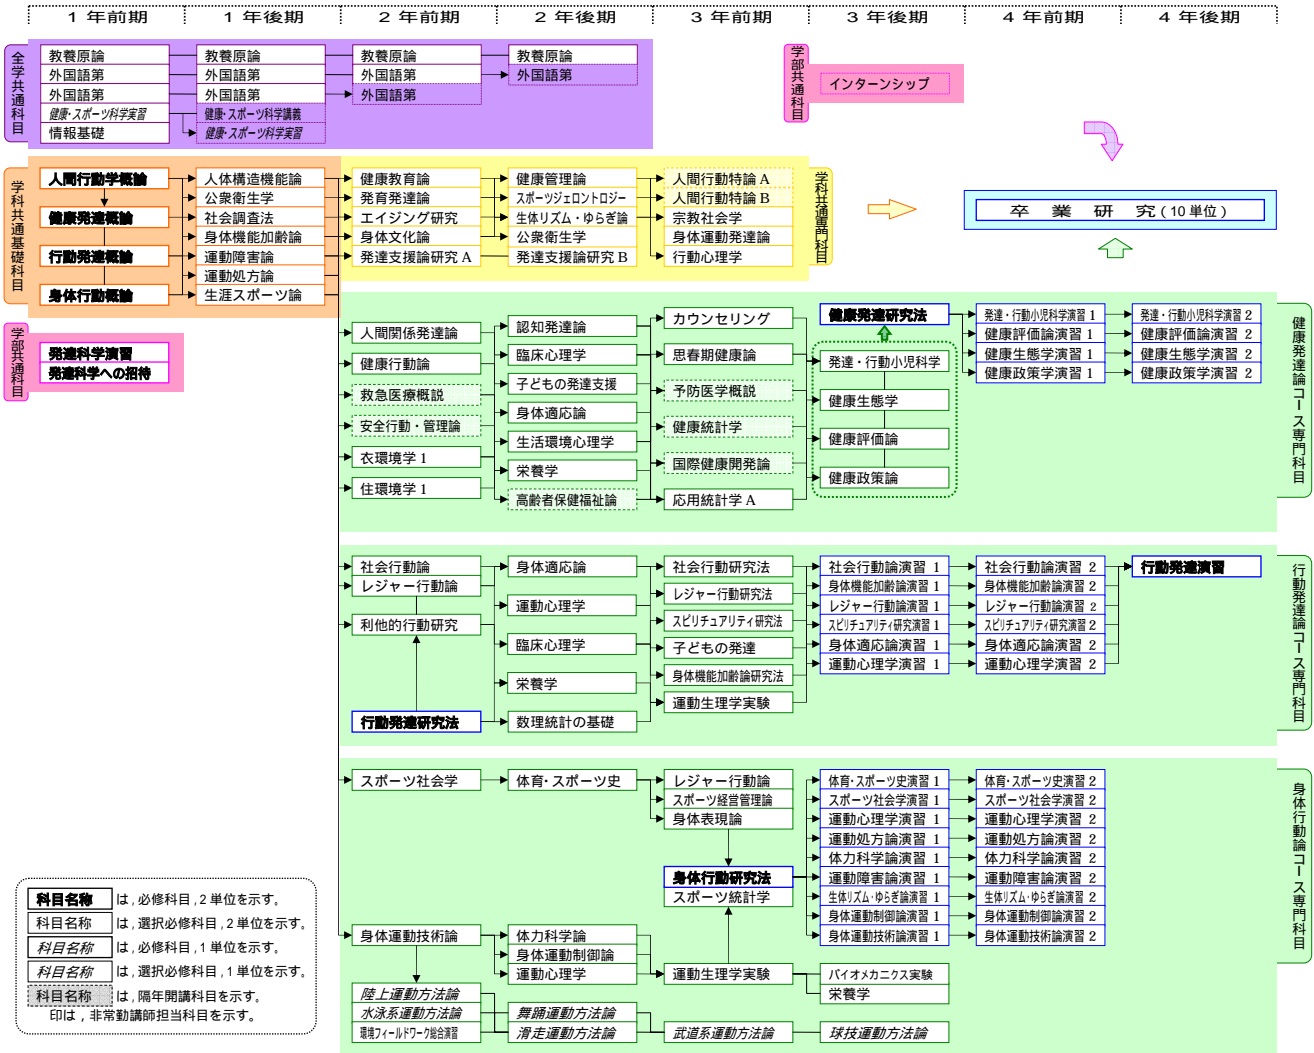 1 年前期 1 年後期 2 年前期 2 年後期 3 年前期 3 年後期 4 年前期 4 年後期
全学共通科目
教養原論 教養原論 教養原論 教養原論
外国語第 外国語第 外国語第 外国語第
外国語第 外国語第 外国語第
健康・スポーツ科学実習 健康・スポーツ科学講義
情報基礎 健康・スポーツ科学実習
学部共通科目
インターンシップ
学科共通基礎科目
人間行動学概論
健康発達概論
行動発達概論
身体行動概論
人体構造機能論
公衆衛生学
社会調査法
身体機能加齢論
運動障害論
運動処方論
生涯スポーツ論
健康教育論 健康管理論 人間行動特論 A
発育発達論 スポーツジェロントロジー 人間行動特論 B
エイジング研究 生体リズム・ゆらぎ論 宗教社会学
身体文化論 公衆衛生学 身体運動発達論
発達支援論研究 A 発達支援論研究 B 行動心理学
学科共通専門科目
卒 業 研 究 ( 10 単位 )
学部共通科目
発達科学演習
発達科学への招待
人間関係発達論
健康行動論
救急医療概説
安全行動・管理論
衣環境学 1
住環境学 1
認知発達論
臨床心理学
子どもの発達支援
身体適応論
生活環境心理学
栄養学
高齢者保健福祉論
カウンセリング
思春期健康論
予防医学概説
健康統計学
国際健康開発論
応用統計学 A
健康発達研究法
発達・行動小児科学
健康生態学
健康評価論
健康政策論
発達・行動小児科学演習 1 発達・行動小児科学演習 2
健康評価論演習 1 健康評価論演習 2
健康生態学演習 1 健康生態学演習 2
健康政策学演習 1 健康政策学演習 2
健康発達論コース専門科目
社会行動論
レジャー行動論
利他的行動研究
行動発達研究法
身体適応論
運動心理学
臨床心理学
栄養学
数理統計の基礎
社会行動研究法
レジャー行動研究法
スピリチュアリティ研究法
子どもの発達
身体機能加齢論研究法
運動生理学実験
社会行動論演習 1 社会行動論演習 2
身体機能加齢論演習 1 身体機能加齢論演習 2
レジャー行動論演習 1 レジャー行動論演習 2
スピリチュアリティ研究演習 1 スピリチュアリティ研究演習 2
身体適応論演習 1 身体適応論演習 2
運動心理学演習 1 運動心理学演習 2
行動発達演習
行動発達論コース専門科目
スポーツ社会学 体育・スポーツ史
レジャー行動論
スポーツ経営管理論
身体表現論
身体行動研究法
スポーツ統計学
体育・スポーツ史演習 1 体育・スポーツ史演習 2
スポーツ社会学演習 1 スポーツ社会学演習 2
運動心理学演習 1 運動心理学演習 2
運動処方論演習 1 運動処方論演習 2
体力科学論演習 1 体力科学論演習 2
運動障害論演習 1 運動障害論演習 2
生体リズム・ゆらぎ論演習 1 生体リズム・ゆらぎ論演習 2
身体運動制御論演習 1 身体運動制御論演習 2
身体運動技術論演習 1 身体運動技術論演習 2
身体運動技術論 体力科学論
身体運動制御論
運動心理学 運動生理学実験 バイオメカニクス実験
栄養学
陸上運動方法論
水泳系運動方法論 舞踊運動方法論
環境フィールドワーク総合演習 滑走運動方法論 武道系運動方法論 球技運動方法論
身体行動論コース専門科目
科目名称 は , 必修科目 , 2 単位を示す。
科目名称 は , 選択必修科目 , 2 単位を示す。
科目名称 は , 必修科目 , 1 単位を示す。
科目名称 は , 選択必修科目 , 1 単位を示す。
科目名称 は , 隔年開講科目を示す。
印は , 非常勤講師担当科目を示す。